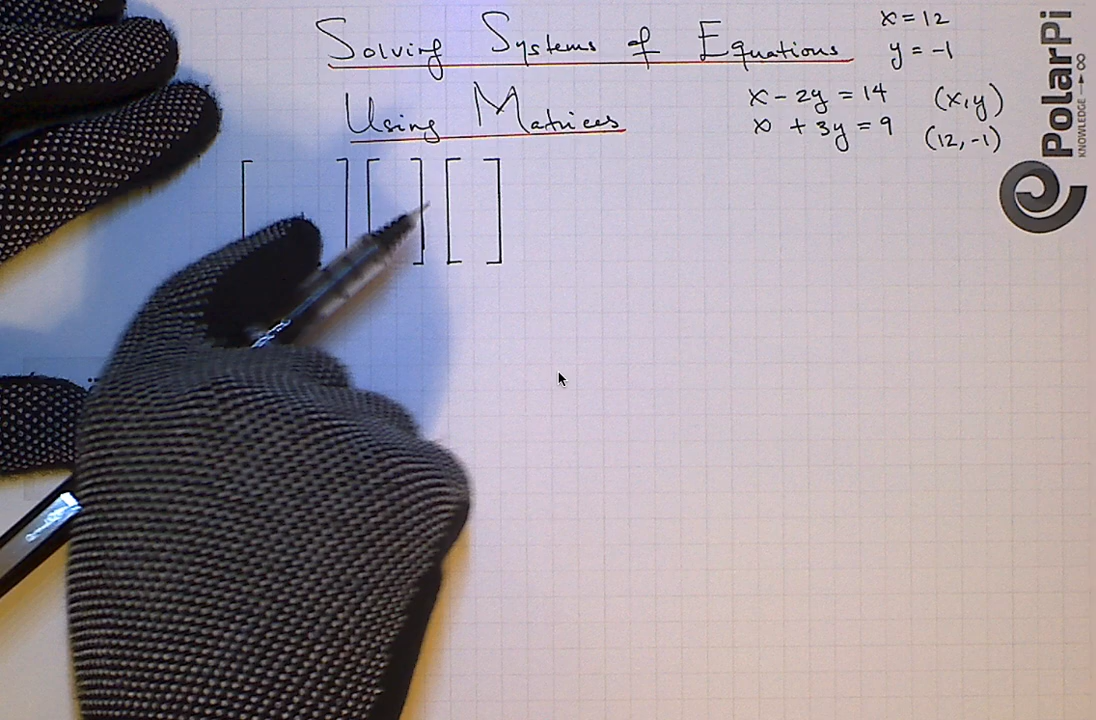 Solving Systems of Equations
Using Matrices
x = 12
y = -1
x - 2y = 14
x + 3y = 9
(x,y)
(12,-1)
PolarPi
KNOWLEDGE → ∞